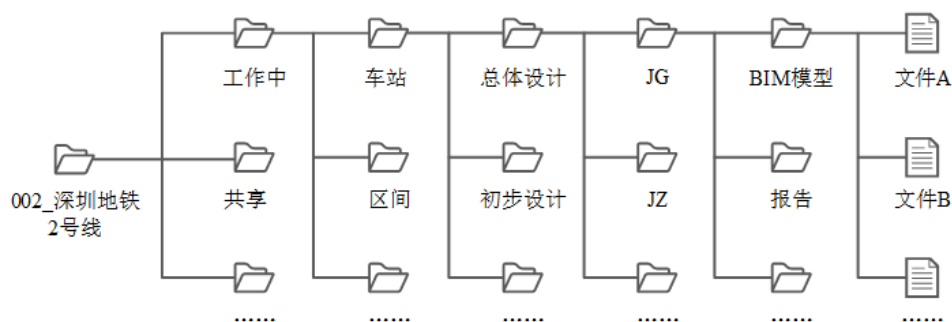 工作中 车站 总体设计 JG BIM模型 文件A
002_深圳地铁
2号线
共享 区间 初步设计 JZ 报告 文件B
…… …… …… …… …… ……